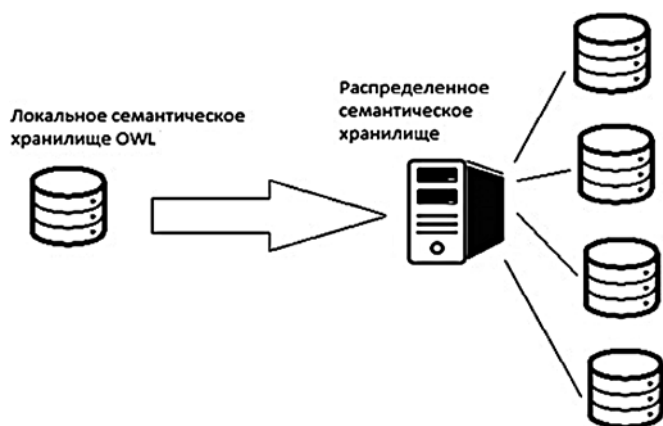 Локальное семантическое
хранилище OWL
Распределенное
семантическое
хранилище